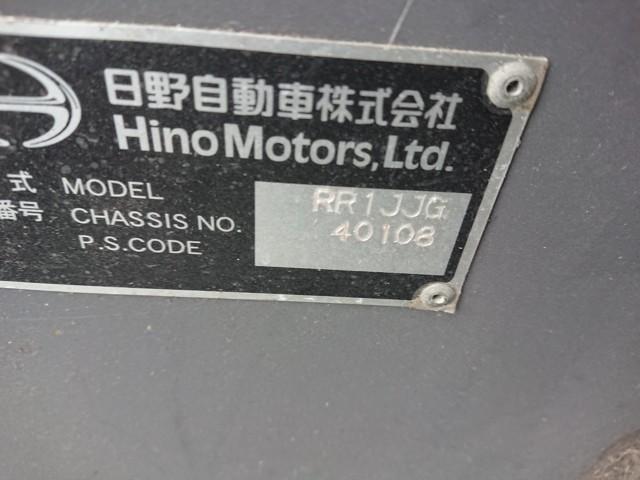 日野自動車株式会社
Hino Motors, Ltd.
式 MODEL RR1JJG
番号 CHASSIS NO. 40108
P.S.CODE